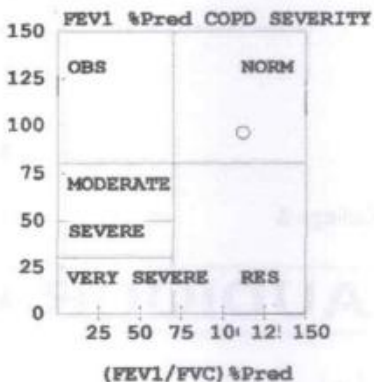 FEV1 %Pred COPD SEVERITY
150
OBS NORM
125
100
75
MODERATE
50
SEVERE
25
VERY SEVERE RES
0
25 50 75 150
(FEV1/FVC)%Pred